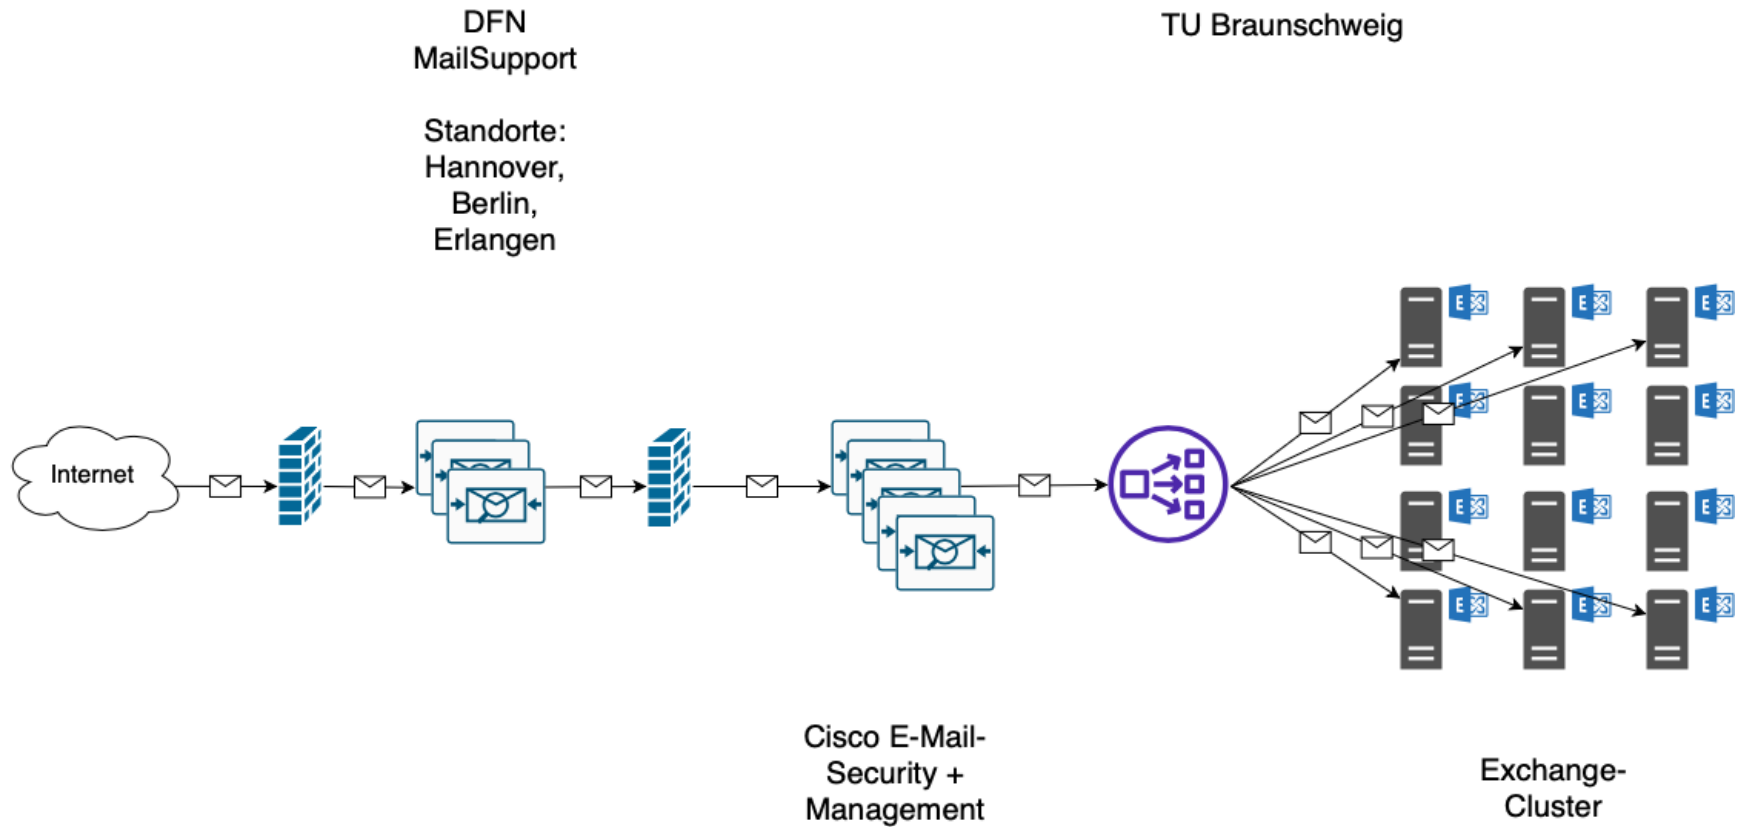 DFN
MailSupport
Standorte:
Hannover,
Berlin,
Erlangen
TU Braunschweig
Internet
E
E
E
E
E
E
E
E
E
E
E
E
Cisco E-Mail-
Security +
Management
Exchange-
Cluster